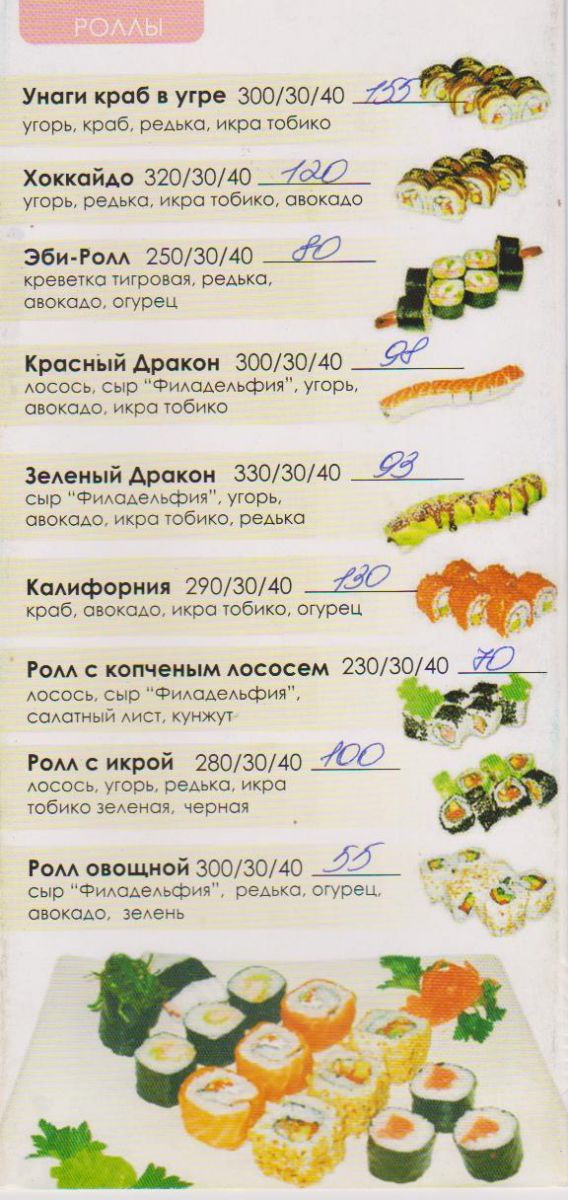 РОЛЛЫ
Унаги краб в угре 300/30/40 155
угорь, краб, редька, икра тобико
Хоккайдо 320/30/40 120
угорь, редька, икра тобико, авокадо
Эби-Ролл 250/30/40 80
креветка тигровая, редька,
авокадо, огурец
Красный Дракон 300/30/40 98
лосось, сыр “Филадельфия”, угорь,
авокадо, икра тобико
Зеленый Дракон 330/30/40 93
сыр “Филадельфия”, угорь,
авокадо, икра тобико, редька
Калифорния 290/30/40 130
краб, авокадо, икра тобико, огурец
Ролл с копченым лососем 230/30/40 70
лосось, сыр “Филадельфия”,
салатный лист, кунжут
Ролл с икрой 280/30/40 100
лосось, угорь, редька, икра
тобико зеленая, черная
Ролл овощной 300/30/40 55
сыр “Филадельфия”, редька, огурец,
авокадо, зелень